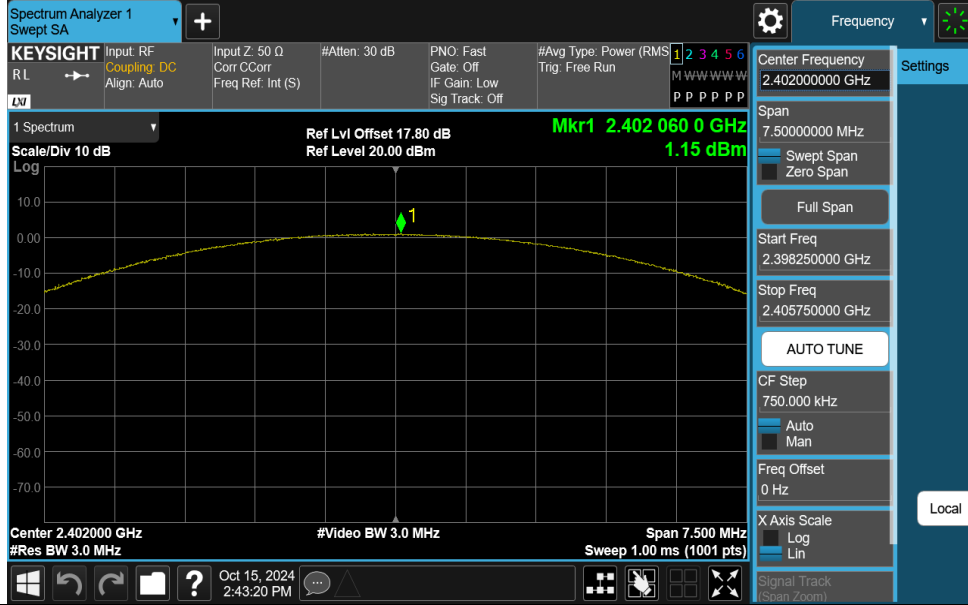 Spectrum Analyzer 1
Swept SA
+
Frequency
KEYSIGHT
R L
LXI
Input: RF
Coupling: DC
Align: Auto
Input Z: 50 Ω
Corr CCorr
Freq Ref: Int (S)
#Atten: 30 dB
PNO: Fast
Gate: Off
IF Gain: Low
Sig Track: Off
#Avg Type: Power (RMS
Trig: Free Run
1 2 3 4 5 6
M W W W W W
P P P P P P
Center Frequency
2.402000000 GHz
Settings
Span
7.50000000 MHz
Swept Span
Zero Span
Full Span
Start Freq
2.398250000 GHz
Stop Freq
2.405750000 GHz
AUTO TUNE
CF Step
750.000 kHz
Auto
Man
Freq Offset
0 Hz
X Axis Scale
Log
Lin
Signal Track
(Span Zoom)
Local
1 Spectrum
Scale/Div 10 dB
Log
Ref Lvl Offset 17.80 dB
Ref Level 20.00 dBm
Mkr1 2.402 060 0 GHz
1.15 dBm
1
10.0
0.00
-10.0
-20.0
-30.0
-40.0
-50.0
-60.0
-70.0
Center 2.402000 GHz
#Res BW 3.0 MHz
#Video BW 3.0 MHz
Span 7.500 MHz
Sweep 1.00 ms (1001 pts)
?
Oct 15, 2024
2:43:20 PM